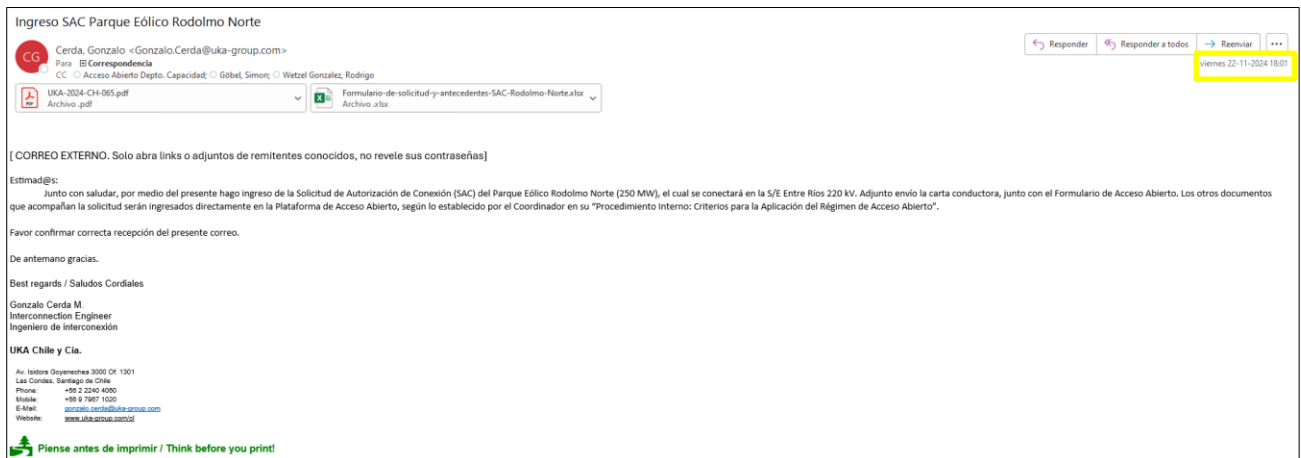 Ingreso SAC Parque Eólico Rodolmo Norte
CG
Cerda, Gonzalo <Gonzalo.Cerda@uka-group.com>
Para Correspondencia
CC Acceso Abierto Depto. Capacidad; Göbel, Simon; Wetzel Gonzalez, Rodrigo
Responder Responder a todos Reenviar ...
viernes 22-11-2024 18:01
UKA-2024-CH-065.pdf
Archivo .pdf
Formulario-de-solicitud-y-antecedentes-SAC-Rodolmo-Norte.xlsx
Archivo .xlsx
[ CORREO EXTERNO. Solo abra links o adjuntos de remitentes conocidos, no revele sus contraseñas]
Estimad@s:
Junto con saludar, por medio del presente hago ingreso de la Solicitud de Autorización de Conexión (SAC) del Parque Eólico Rodolmo Norte (250 MW), el cual se conectará en la S/E Entre Ríos 220 kV. Adjunto envío la carta conductora, junto con el Formulario de Acceso Abierto. Los otros documentos
que acompañan la solicitud serán ingresados directamente en la Plataforma de Acceso Abierto, según lo establecido por el Coordinador en su “Procedimiento Interno: Criterios para la Aplicación del Régimen de Acceso Abierto”.
Favor confirmar correcta recepción del presente correo.
De antemano gracias.
Best regards / Saludos Cordiales
Gonzalo Cerda M.
Interconnection Engineer
Ingeniero de interconexión
UKA Chile y Cía.
Av. Isidora Goyenechea 3000 Of. 1301
Las Condes, Santiago de Chile
Phone: +56 2 2240 4060
Mobile: +56 9 7967 1020
E-Mail: gonzalo.cerda@uka-group.com
Website: www.uka-group.com/cl
Piense antes de imprimir / Think before you print!